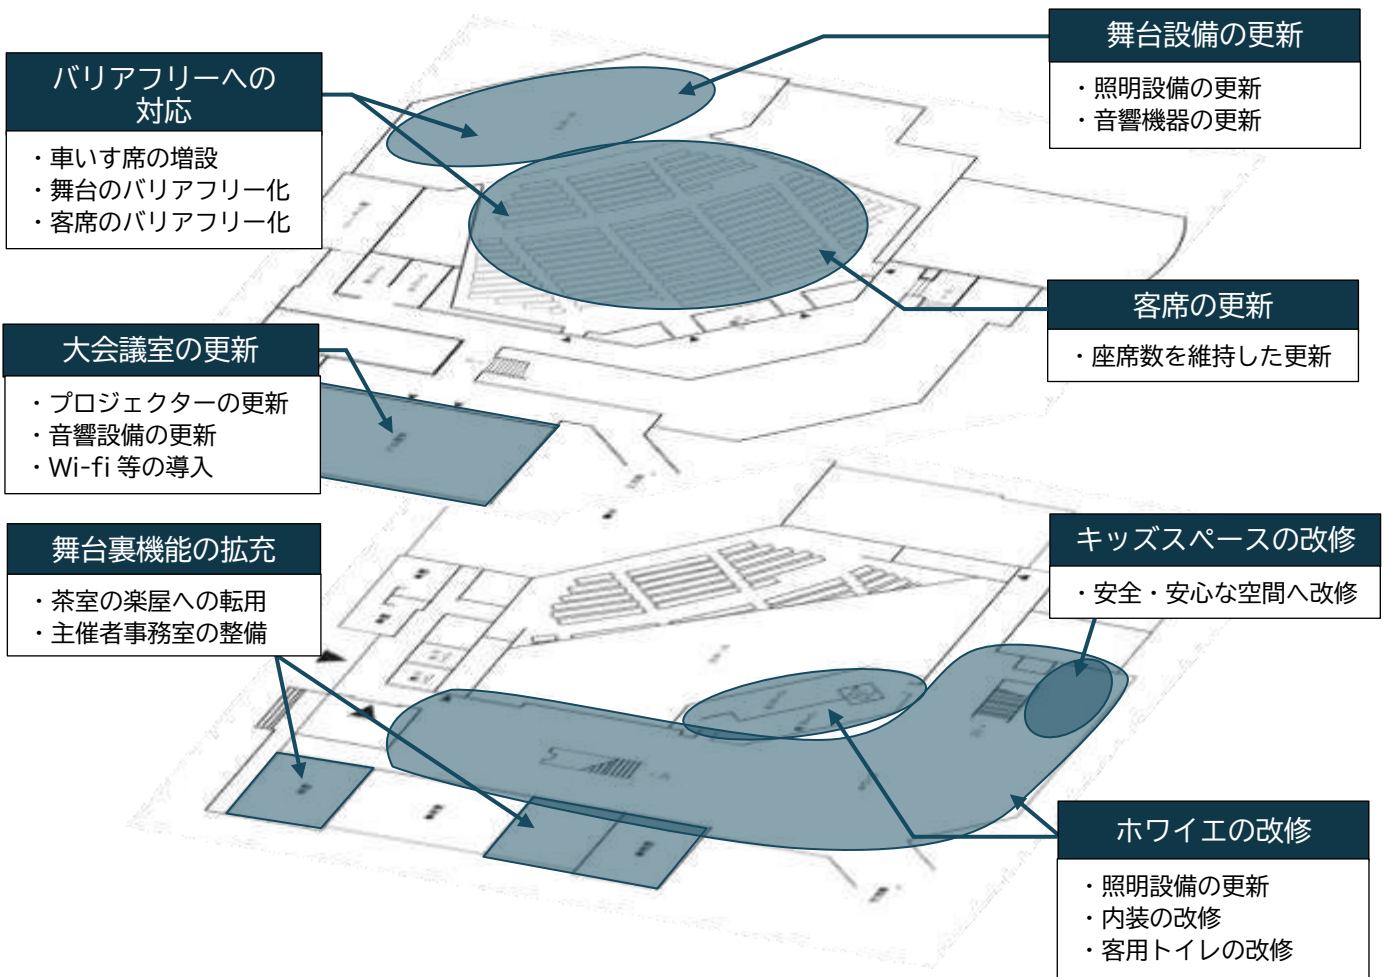 バリアフリーへの
対応
・車いす席の増設
・舞台のバリアフリー化
・客席のバリアフリー化
舞台設備の更新
・照明設備の更新
・音響機器の更新
客席の更新
・座席数を維持した更新
大会議室の更新
・プロジェクターの更新
・音響設備の更新
・Wi-fi 等の導入
舞台裏機能の拡充
・茶室の楽屋への転用
・主催者事務室の整備
キッズスペースの改修
・安全・安心な空間へ改修
ホワイエの改修
・照明設備の更新
・内装の改修
・客用トイレの改修